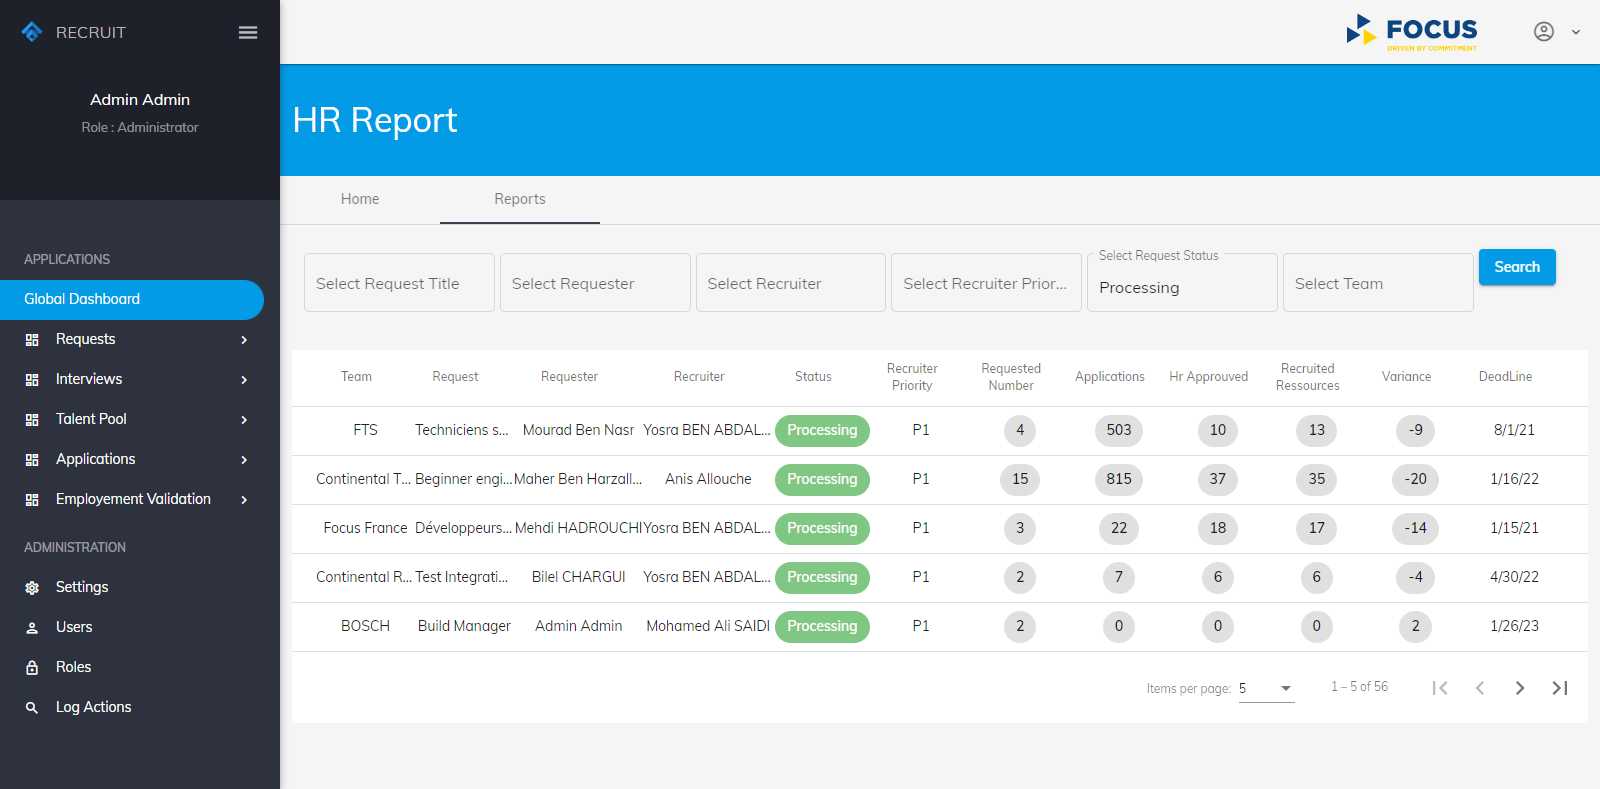 RECRUIT
Admin Admin
Role : Administrator
APPLICATIONS
Global Dashboard
Requests
Interviews
Talent Pool
Applications
Employement Validation
ADMINISTRATION
Settings
Users
Roles
Log Actions
FOCUS
DRIVEN BY COMMITMENT
HR Report
Home Reports
Select Request Title Select Requester Select Recruiter Select Recruiter Prior... Select Request Status Processing Select Team Search
Team Request Requester Recruiter Status Recruiter Priority Requested Number Applications Hr Approuved Recruited Ressources Variance DeadLine
FTS Techniciens s... Mourad Ben Nasr Yosra BEN ABDAL... Processing P1 4 503 10 13 -9 8/1/21
Continental T... Beginner engi... Maher Ben Harzall... Anis Allouche Processing P1 15 815 37 35 -20 1/16/22
Focus France Développeurs... Mehdi HADROUCHI Yosra BEN ABDAL... Processing P1 3 22 18 17 -14 1/15/21
Continental R... Test Integrati... Bilel CHARGUI Yosra BEN ABDAL... Processing P1 2 7 6 6 -4 4/30/22
BOSCH Build Manager Admin Admin Mohamed Ali SAIDI Processing P1 2 0 0 0 2 1/26/23
Items per page: 5 1 – 5 of 56